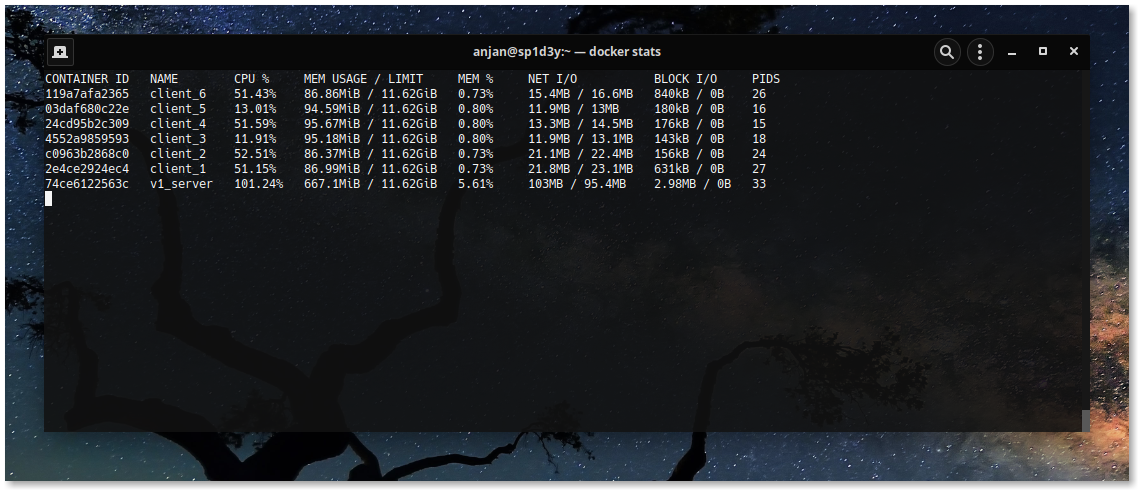 anjan@sp1d3y:~ — docker stats
CONTAINER ID   NAME        CPU %     MEM USAGE / LIMIT     MEM %     NET I/O           BLOCK I/O     PIDS
119a7afa2365   client_6    51.43%    86.86MiB / 11.62GiB   0.73%     15.4MB / 16.6MB   840kB / 0B    26
03daf680c22e   client_5    13.01%    94.59MiB / 11.62GiB   0.80%     11.9MB / 13MB     180kB / 0B    16
24cd95b2c309   client_4    51.59%    95.67MiB / 11.62GiB   0.80%     13.3MB / 14.5MB   176kB / 0B    15
4552a9859593   client_3    11.91%    95.18MiB / 11.62GiB   0.80%     11.9MB / 13.1MB   143kB / 0B    18
c0963b2868c0   client_2    52.51%    86.37MiB / 11.62GiB   0.73%     21.1MB / 22.4MB   156kB / 0B    24
2e4ce2924ec4   client_1    51.15%    86.99MiB / 11.62GiB   0.73%     21.8MB / 23.1MB   631kB / 0B    27
74ce6122563c   v1_server   101.24%   667.1MiB / 11.62GiB   5.61%     103MB / 95.4MB    2.98MB / 0B   33